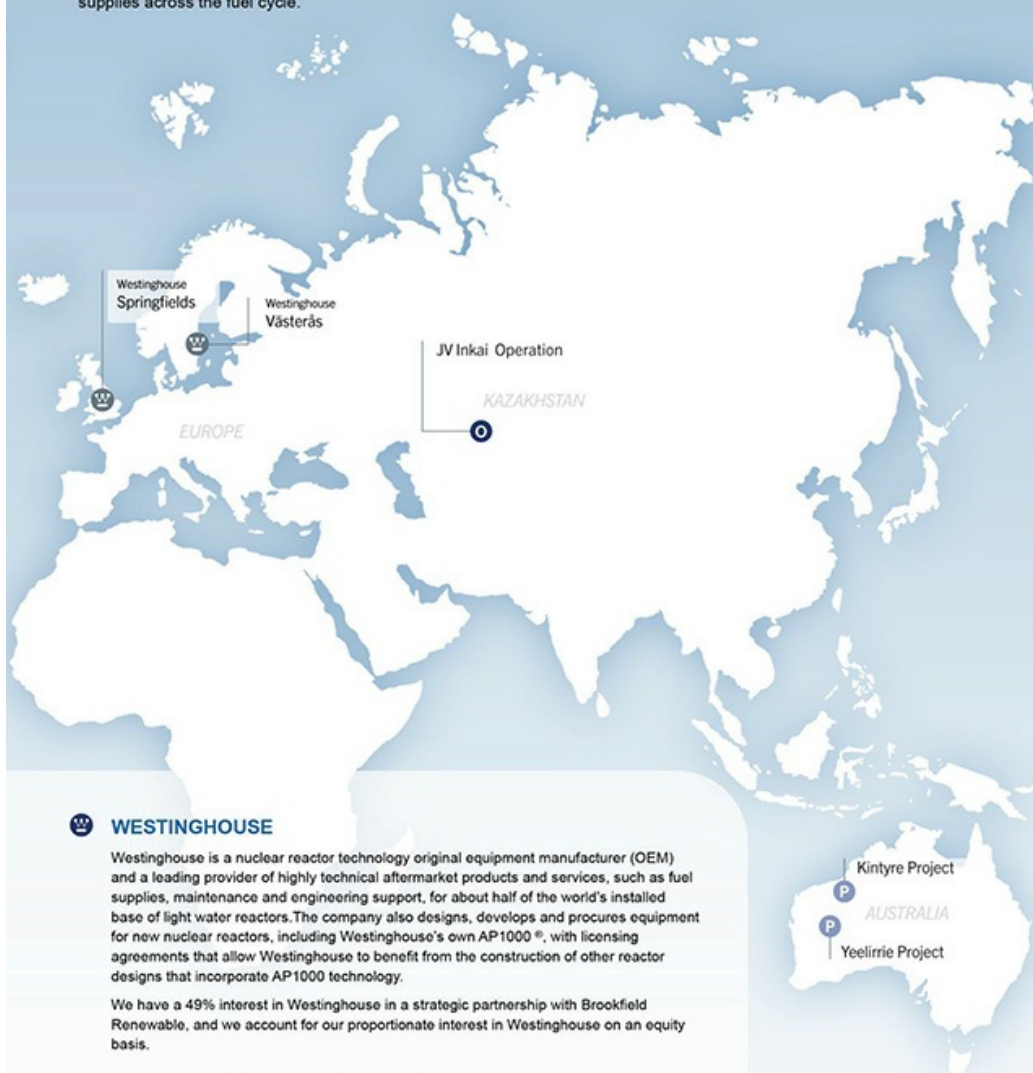 supplies across the fuel cycle.
Westinghouse
Springfields
Westinghouse
Västerås
JV Inkai Operation
KAZAKHSTAN
O
EUROPE
WESTINGHOUSE
Westinghouse is a nuclear reactor technology original equipment manufacturer (OEM)
and a leading provider of highly technical aftermarket products and services, such as fuel
supplies, maintenance and engineering support, for about half of the world's installed
base of light water reactors.The company also designs, develops and procures equipment
for new nuclear reactors, including Westinghouse's own AP1000 ®, with licensing
agreements that allow Westinghouse to benefit from the construction of other reactor
designs that incorporate AP1000 technology.
We have a 49% interest in Westinghouse in a strategic partnership with Brookfield
Renewable, and we account for our proportionate interest in Westinghouse on an equity
basis.
Kintyre Project
P
AUSTRALIA
P
Yeelirrie Project